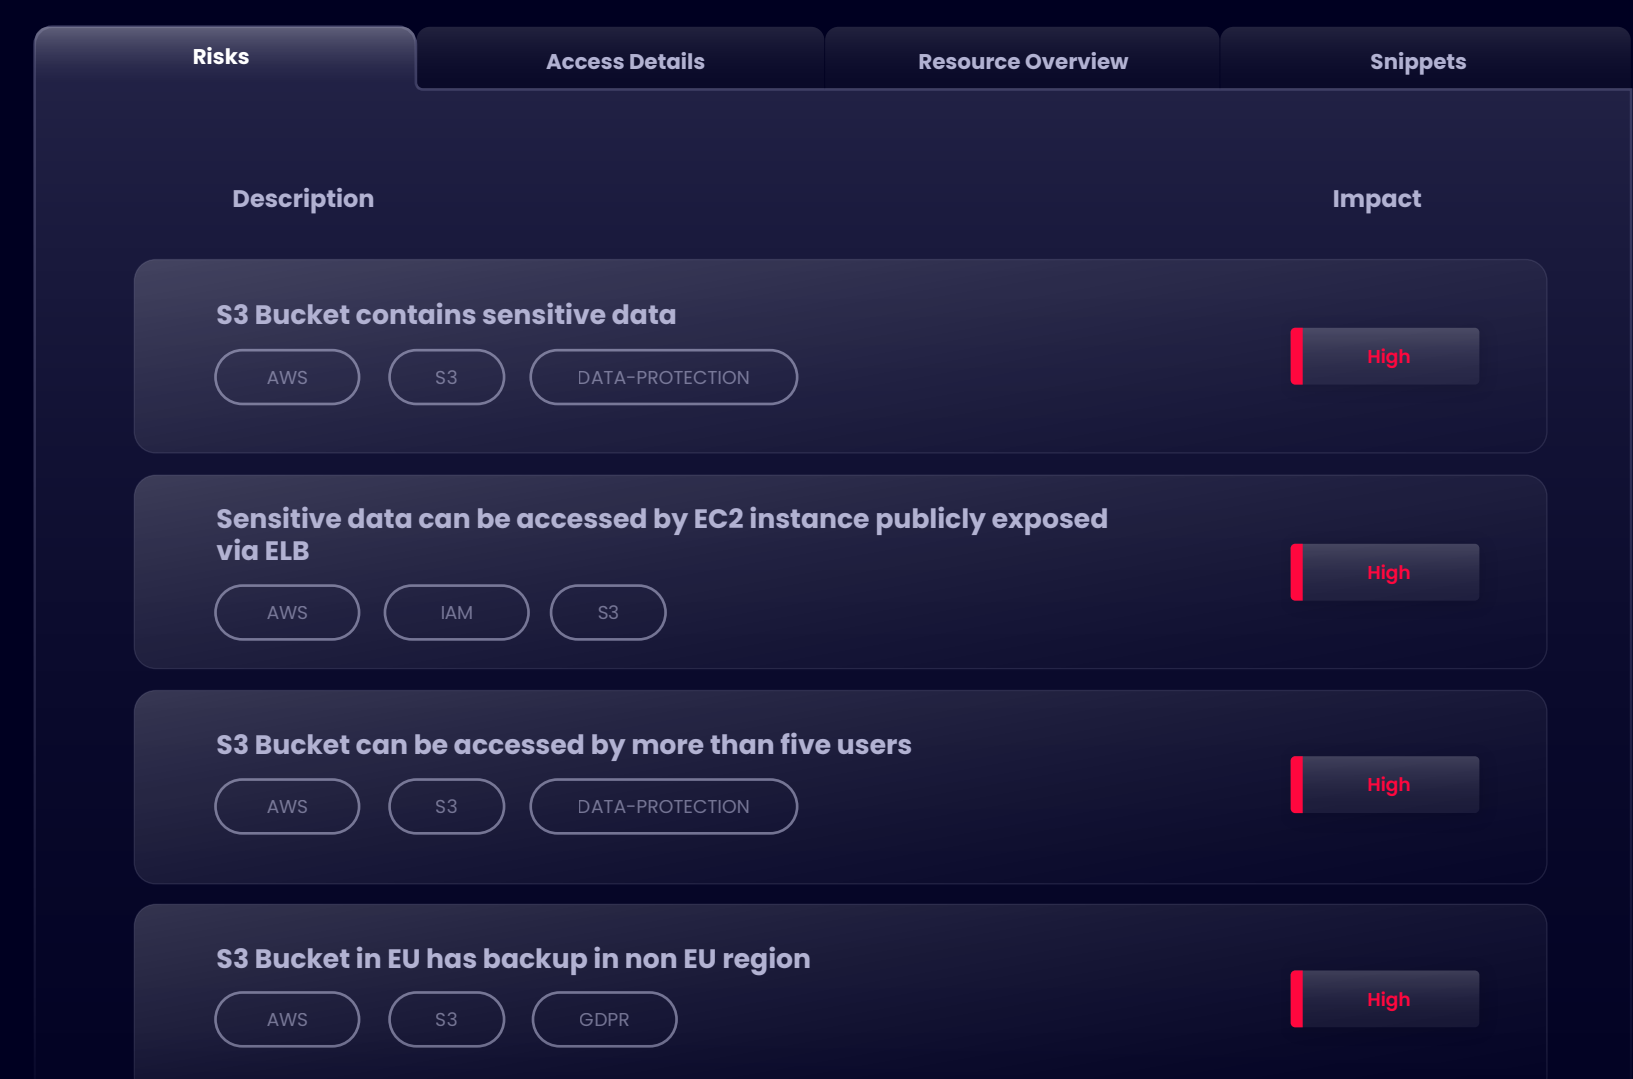 Risks
Access Details
Resource Overview
Snippets
Description
Impact
S3 Bucket contains sensitive data
AWS
S3
DATA-PROTECTION
High
Sensitive data can be accessed by EC2 instance publicly exposed
via ELB
AWS
IAM
S3
High
S3 Bucket can be accessed by more than five users
AWS
S3
DATA-PROTECTION
High
S3 Bucket in EU has backup in non EU region
AWS
S3
GDPR
High